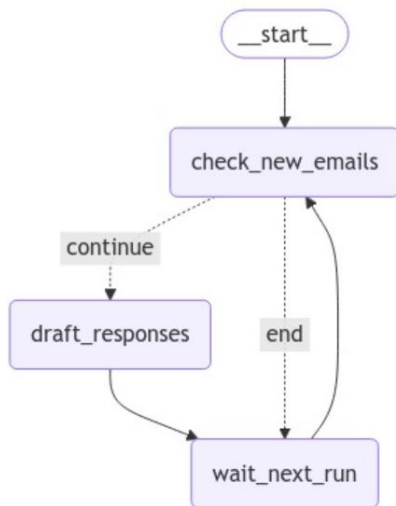 __start__
check_new_emails
continue
draft_responses
end
wait_next_run